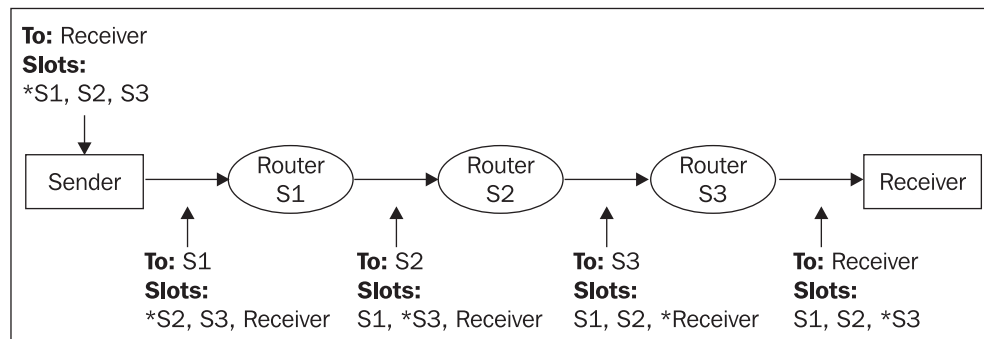 To: Receiver
Slots:
*S1, S2, S3
Sender
Router
S1
Router
S2
Router
S3
Receiver
To: S1
Slots:
*S2, S3, Receiver
To: S2
Slots:
S1, *S3, Receiver
To: S3
Slots:
S1, S2, *Receiver
To: Receiver
Slots:
S1, S2, *S3